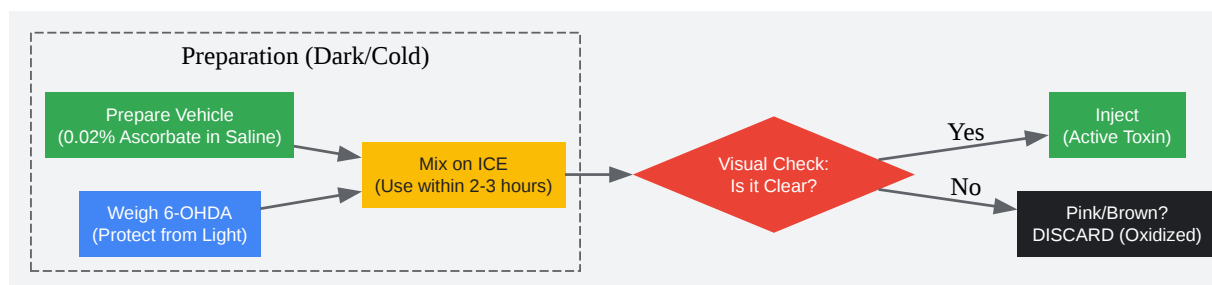 Preparation (Dark/Cold)
Prepare Vehicle
(0.02% Ascorbate in Saline)
Weigh 6-OHDA
(Protect from Light)
Mix on ICE
(Use within 2-3 hours)
Visual Check:
Is it Clear?
Yes
No
Inject
(Active Toxin)
Pink/Brown?
DISCARD (Oxidized)